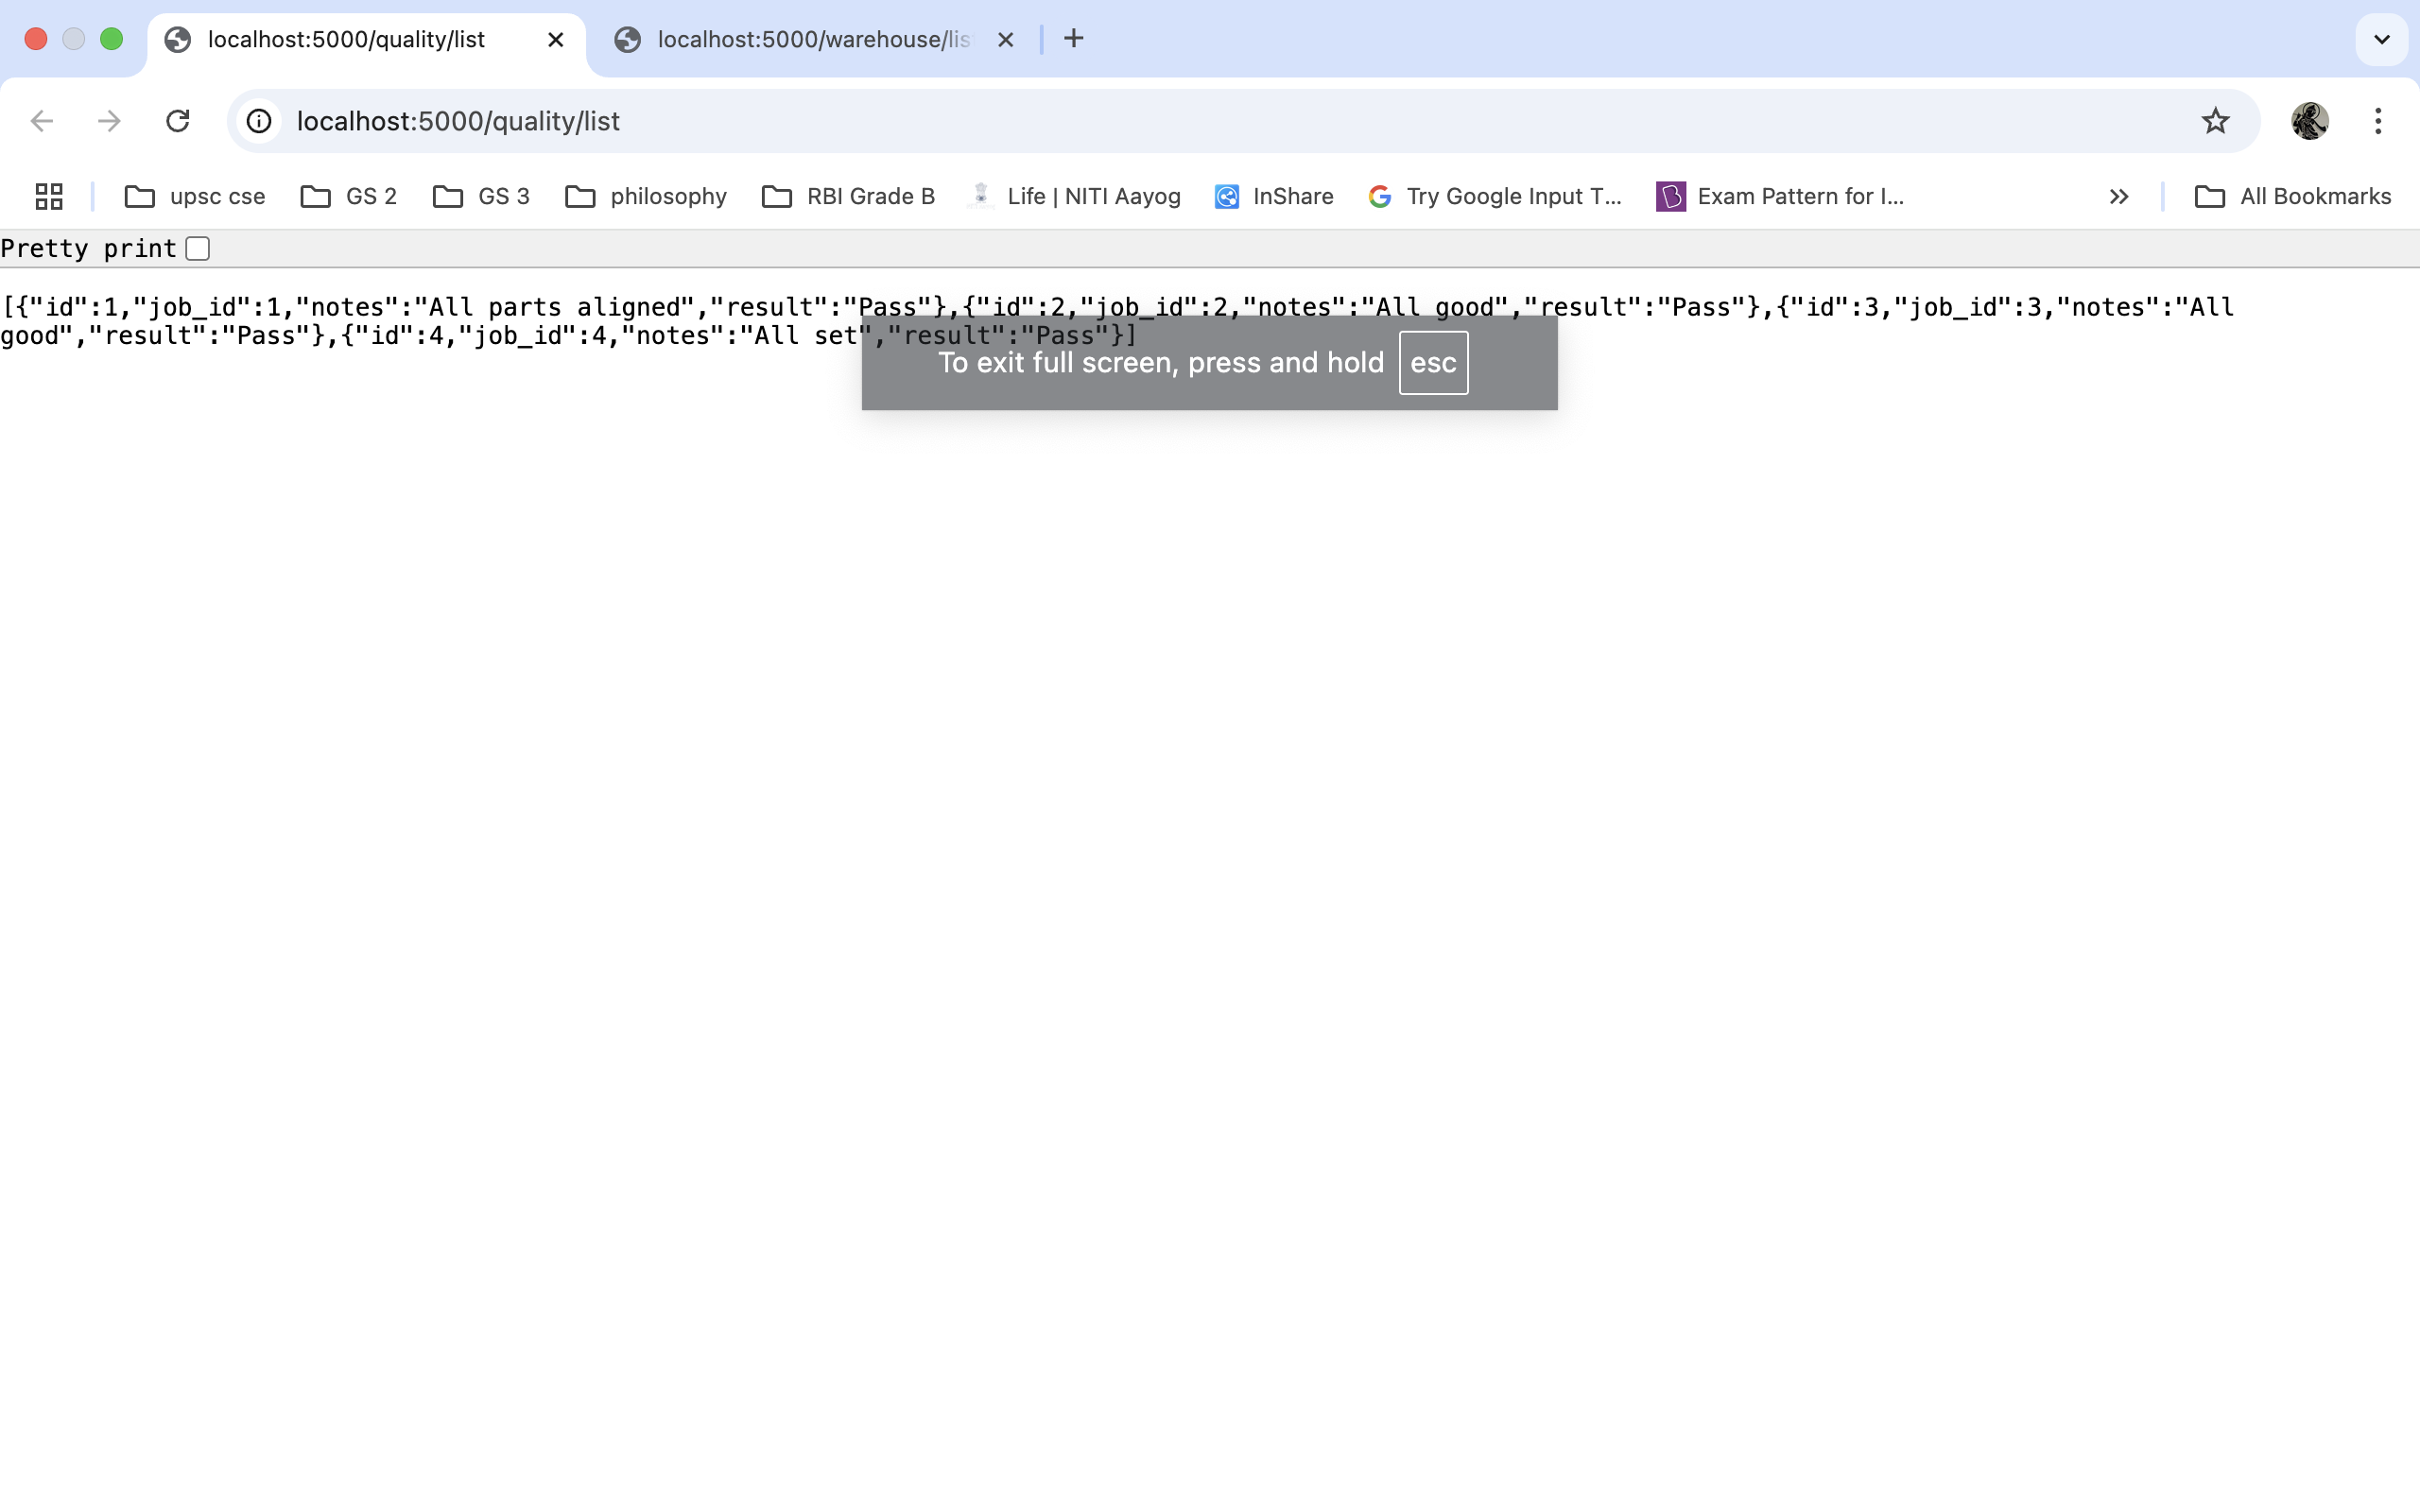 localhost:5000/quality/list
localhost:5000/warehouse/lis
localhost:5000/quality/list
upsc cse
GS 2
GS 3
philosophy
RBI Grade B
Life | NITI Aayog
InShare
Try Google Input T...
Exam Pattern for I...
All Bookmarks
Pretty print
[{"id":1,"job_id":1,"notes":"All parts aligned","result":"Pass"},{"id":2,"job_id":2,"notes":"All good","result":"Pass"},{"id":3,"job_id":3,"notes":"All
good","result":"Pass"},{"id":4,"job_id":4,"notes":"All set","result":"Pass"}]
To exit full screen, press and hold esc